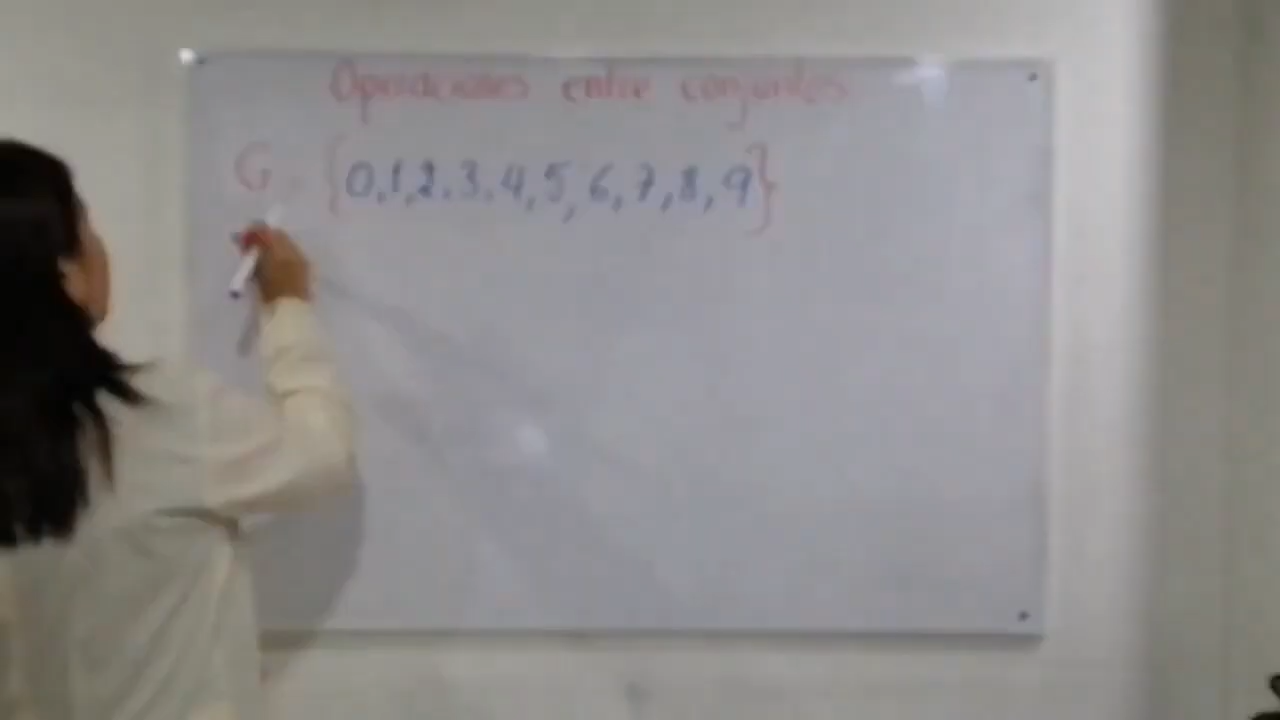 Operaciones entre conjuntos
G = {0,1,2,3,4,5,6,7,8,9}